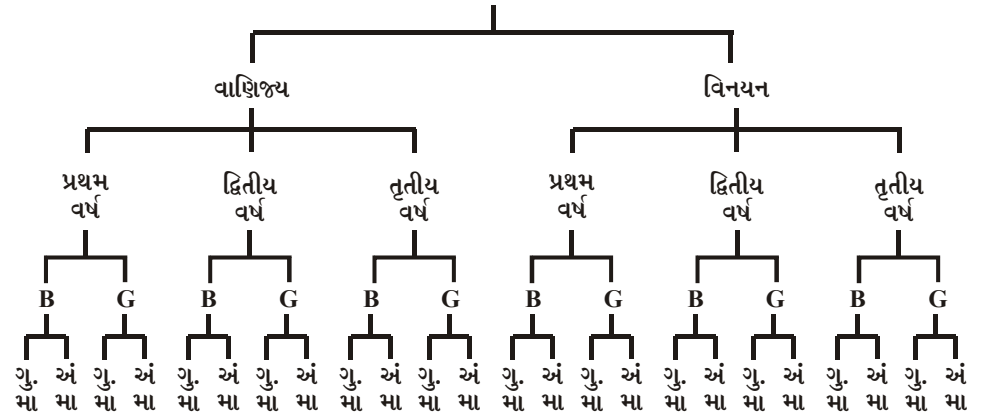 વાણિજ્ય વિનયન
પ્રથમ દ્વિતીય તૃતીય પ્રથમ દ્વિતીય તૃતીય
વર્ષ વર્ષ વર્ષ વર્ષ વર્ષ વર્ષ
B G B G B G B G B G B G
ગુ. અં ગુ. અં ગુ. અં ગુ. અં ગુ. અં ગુ. અં ગુ. અં ગુ. અં ગુ. અં ગુ. અં ગુ. અં ગુ. અં
મા મા મા મા મા મા મા મા મા મા મા મા મા મા મા મા મા મા મા મા મા મા મા મા